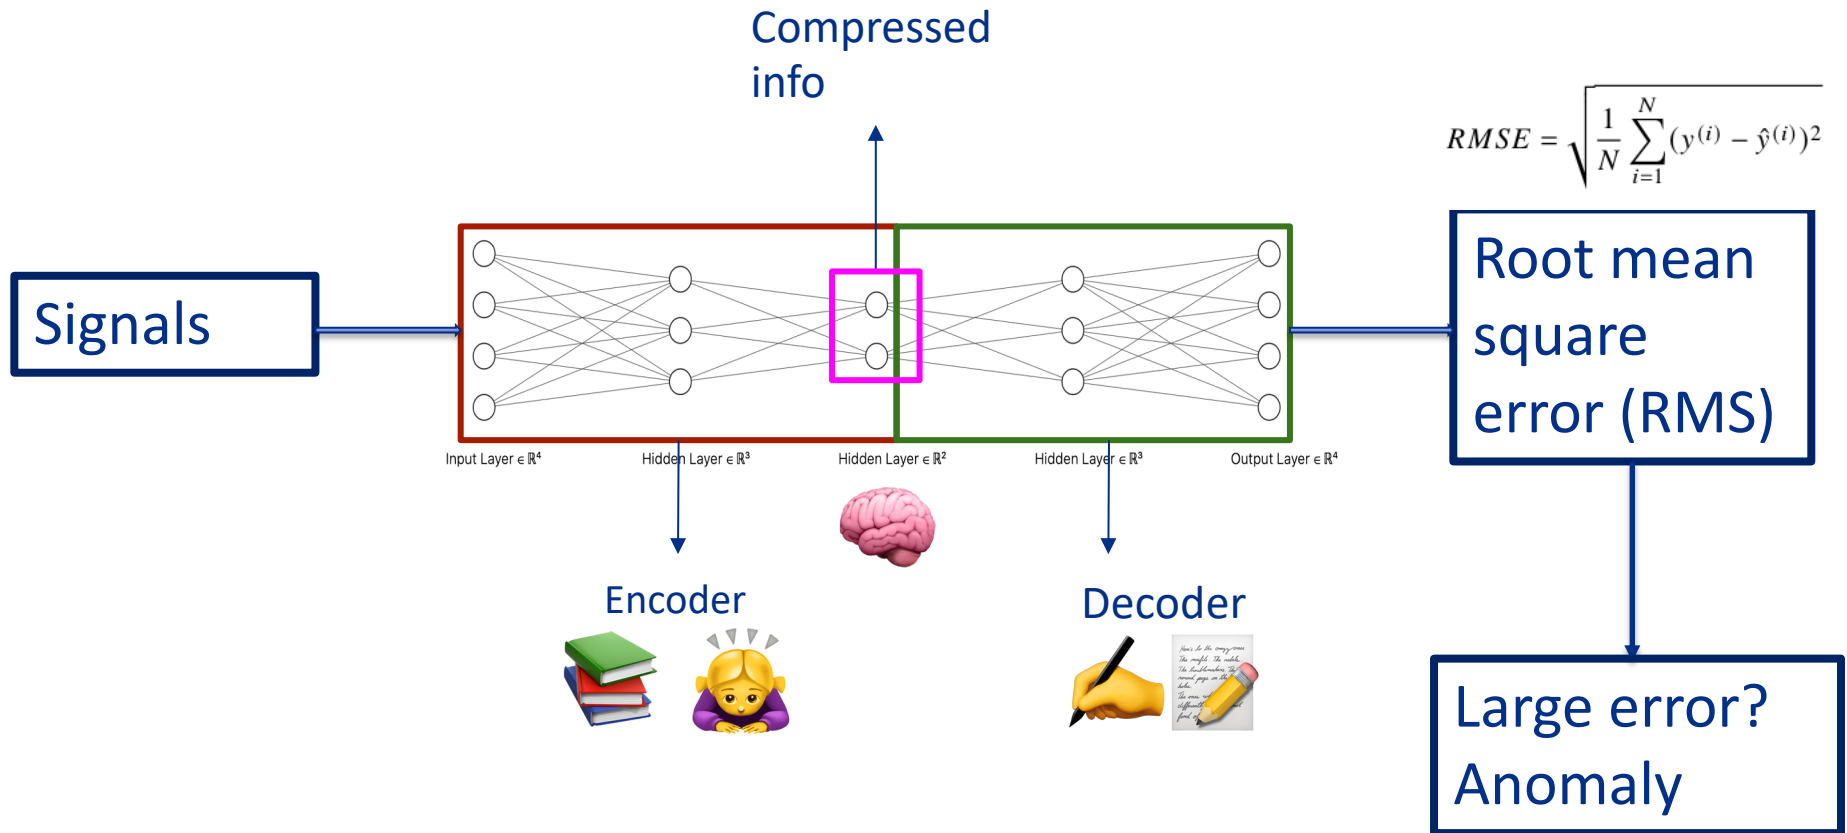 Compressed
info
RMSE = √(1/N ∑_{i=1}^{N} (y^{(i)} − ŷ^{(i)})²)
Signals
Root mean
square
error (RMS)
Input Layer ∈ ℝ⁴
Hidden Layer ∈ ℝ³
Hidden Layer ∈ ℝ²
Hidden Layer ∈ ℝ³
Output Layer ∈ ℝ⁴
Encoder
Decoder
Large error?
Anomaly